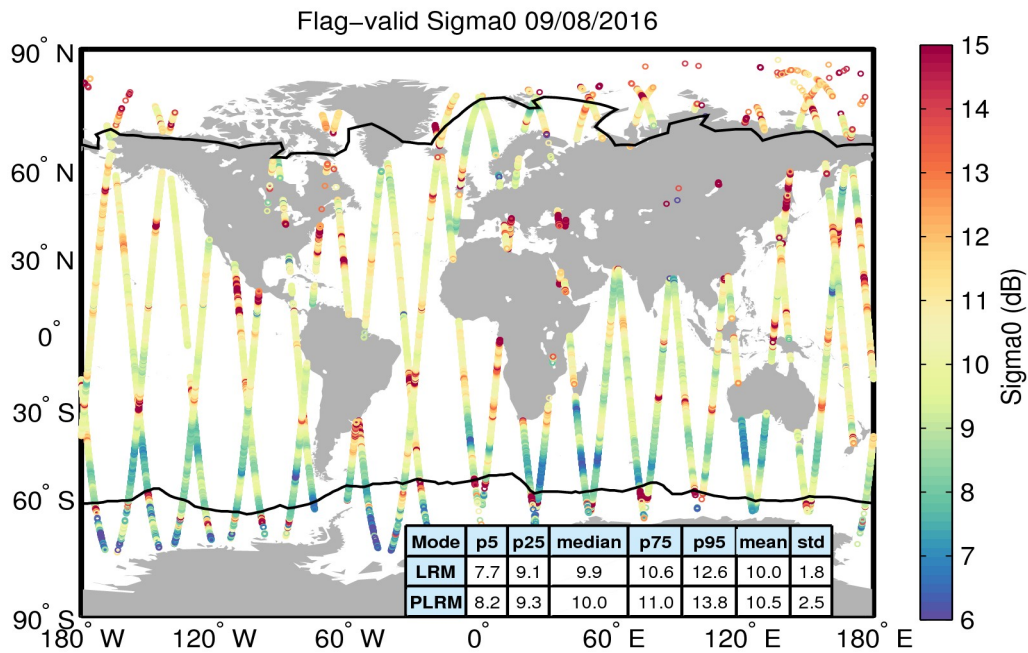 Flag−valid Sigma0 09/08/2016
90° N
60° N
30° N
0°
30° S
60° S
90° S
180° W
120° W
60° W
0°
60° E
120° E
180° E
15
14
13
12
11
10
9
8
7
6
Sigma0 (dB)
Mode p5 p25 median p75 p95 mean std
LRM 7.7 9.1 9.9 10.6 12.6 10.0 1.8
PLRM 8.2 9.3 10.0 11.0 13.8 10.5 2.5